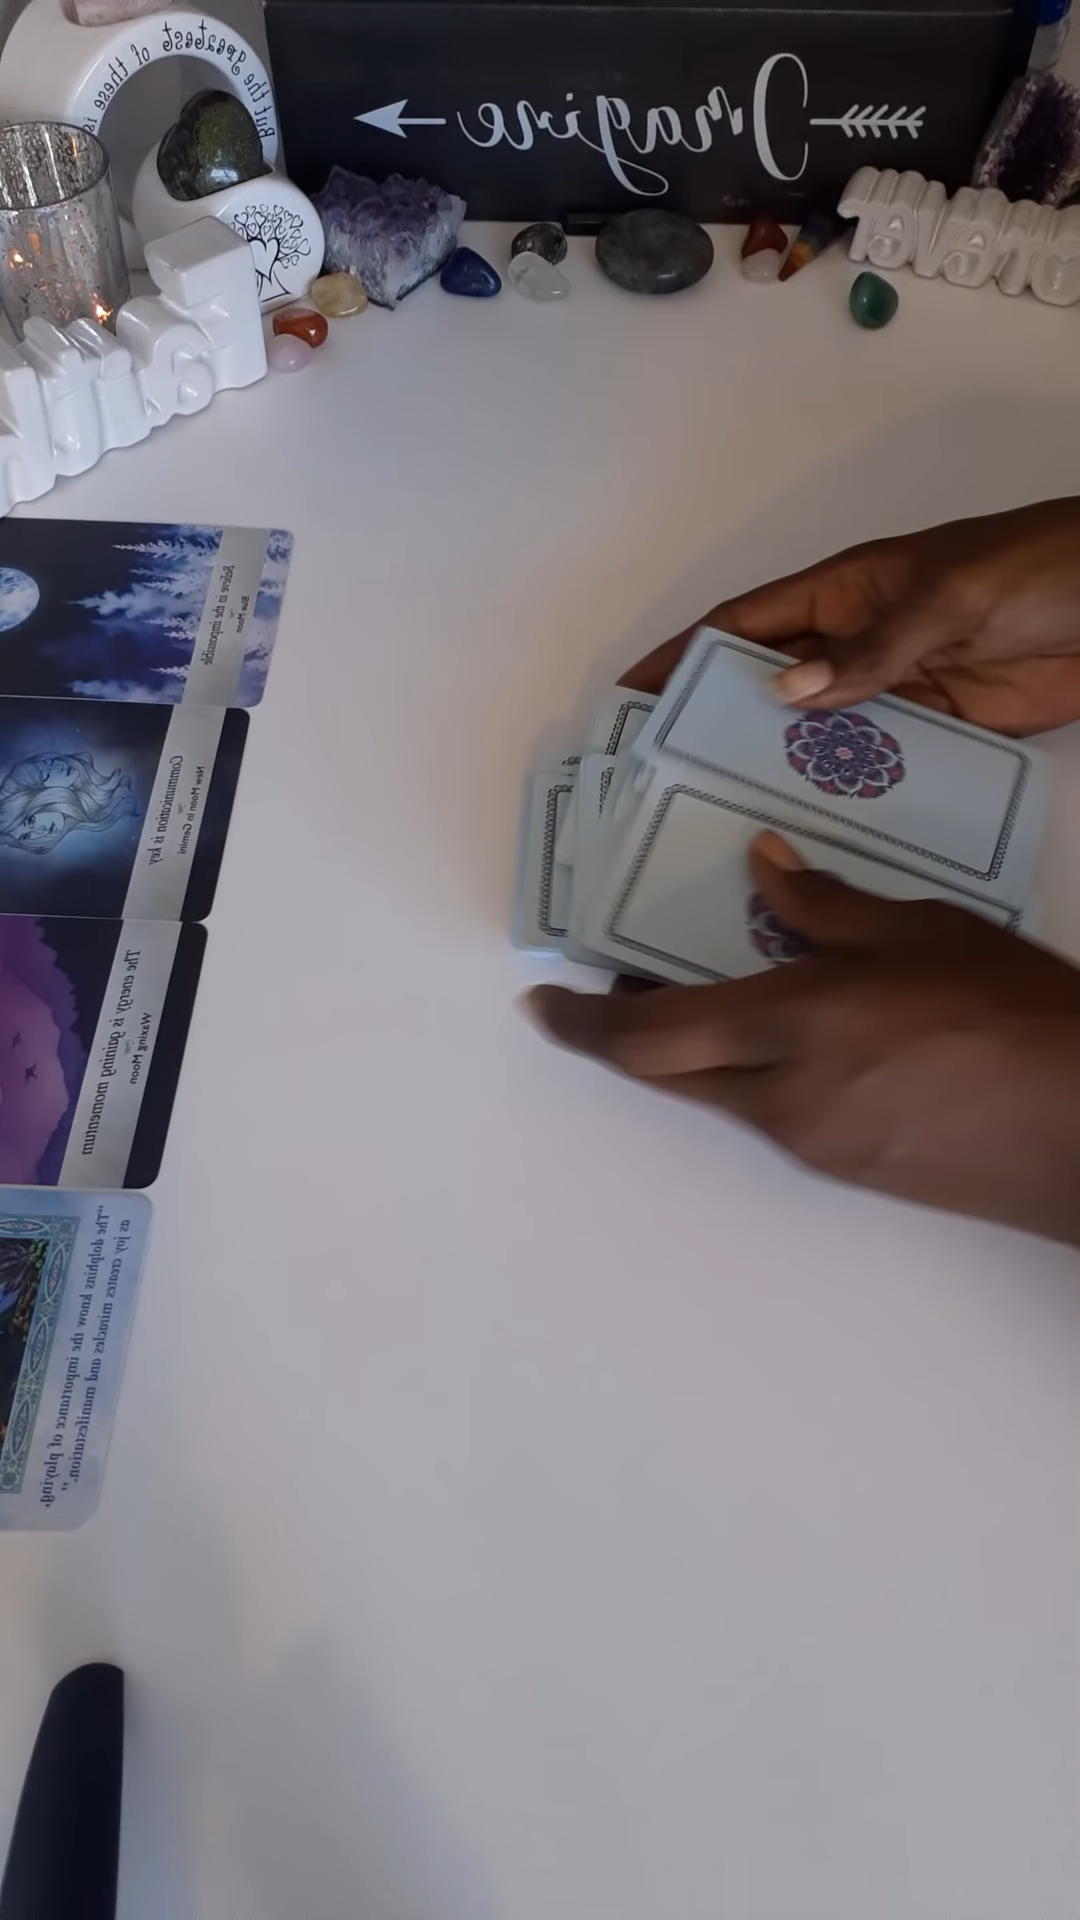 But the greatest of these is
Imagine
Believe in the impossible
Blue Moon
Communication is key
New Moon in Gemini
The energy is gaining momentum
Waxing Moon
"The dolphins know the importance of playing,
as joy creates miracles and manifestation."